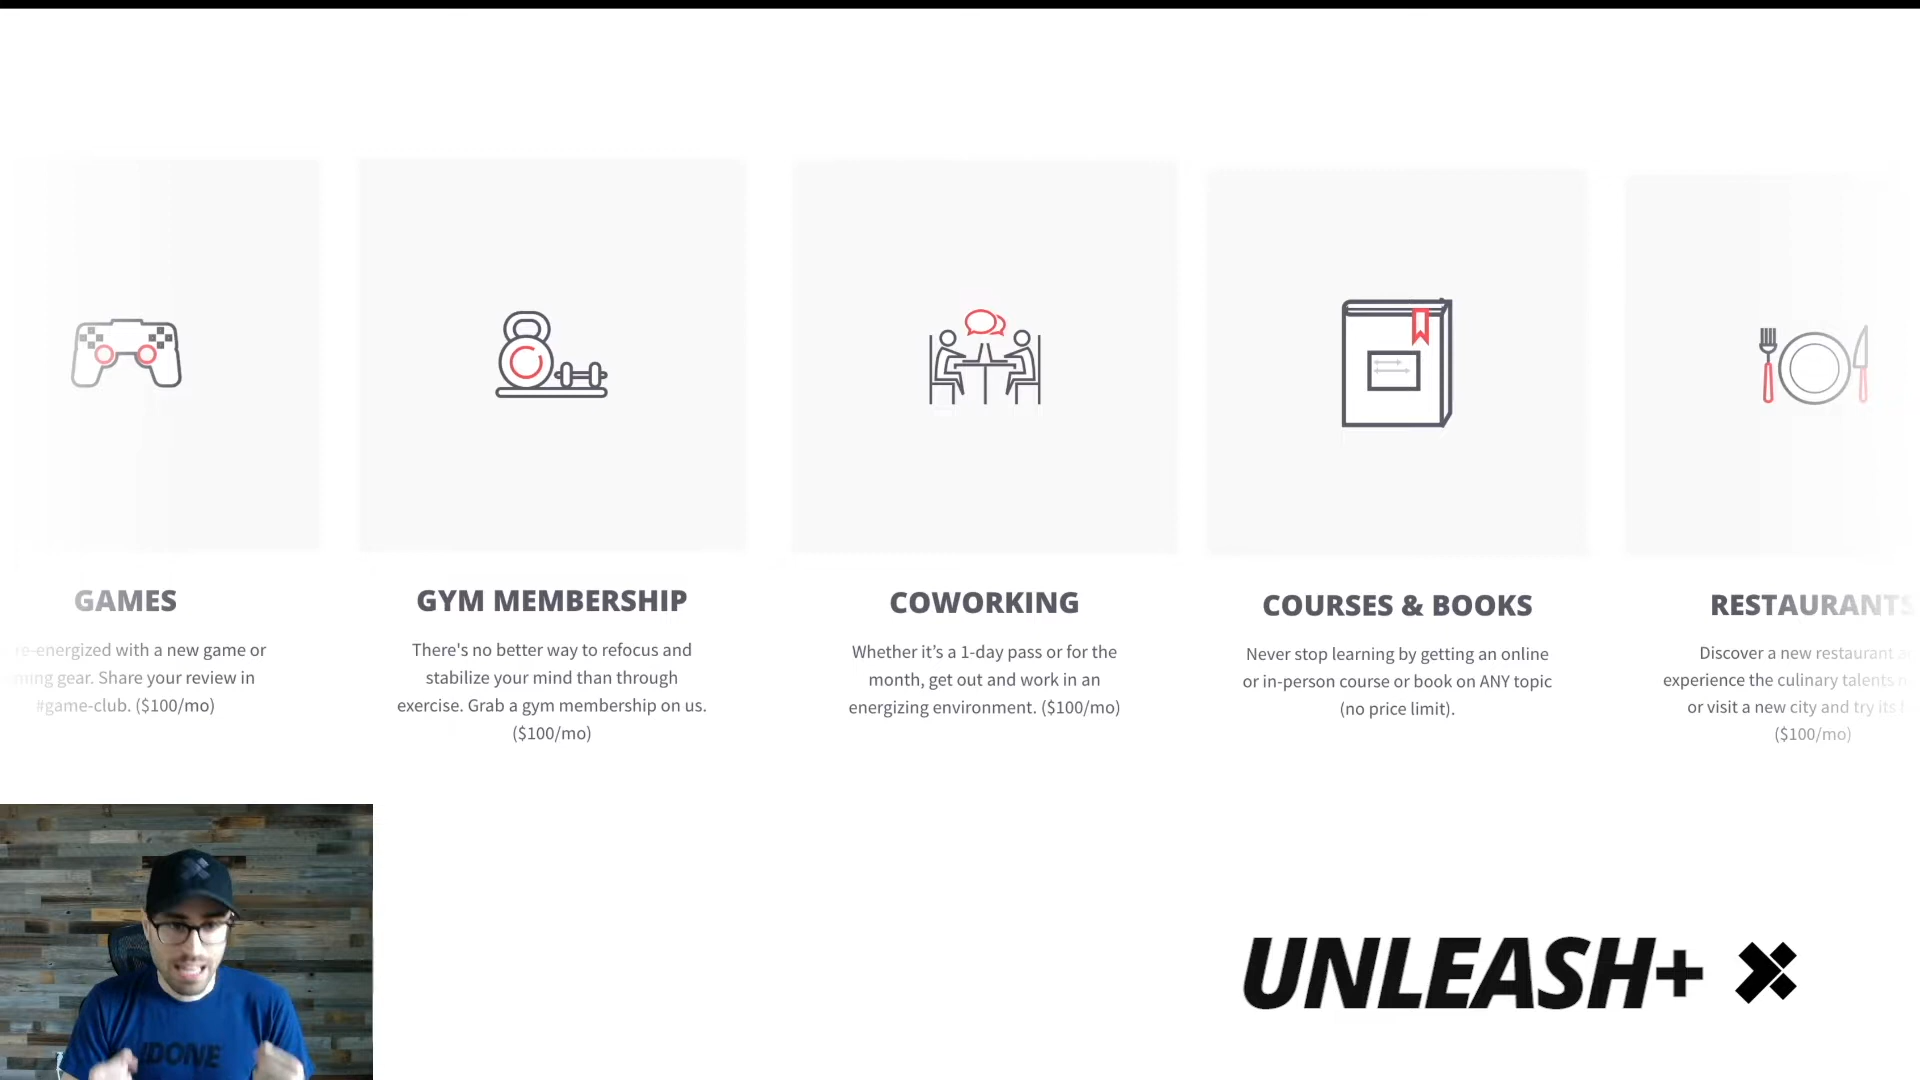 GAMES
re-energized with a new game or
gear. Share your review in
#game-club. ($100/mo)
GYM MEMBERSHIP
There's no better way to refocus and
stabilize your mind than through
exercise. Grab a gym membership on us.
($100/mo)
COWORKING
Whether it’s a 1-day pass or for the
month, get out and work in an
energizing environment. ($100/mo)
COURSES & BOOKS
Never stop learning by getting an online
or in-person course or book on ANY topic
(no price limit).
RESTAURANTS
Discover a new restaurant
experience the culinary talents
or visit a new city and try its
($100/mo)
DONE
UNLEASH+